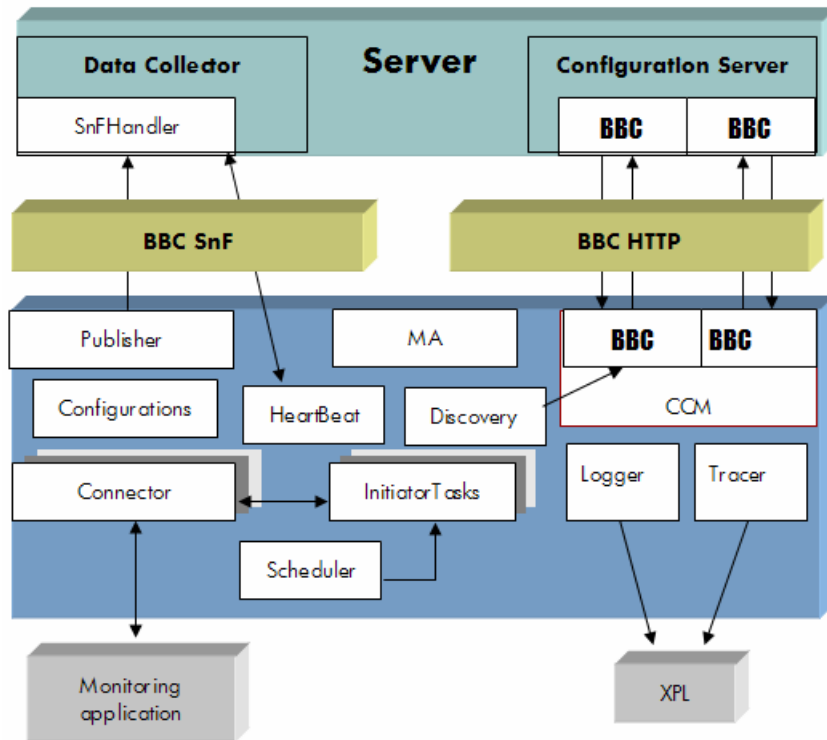 Server
Data Collector
Configuration Server
SnFHandler
BBC
BBC
BBC SnF
BBC HTTP
Publisher
MA
BBC
BBC
Configurations
HeartBeat
Discovery
CCM
Connector
InitiatorTasks
Logger
Tracer
Scheduler
Monitoring
application
XPL